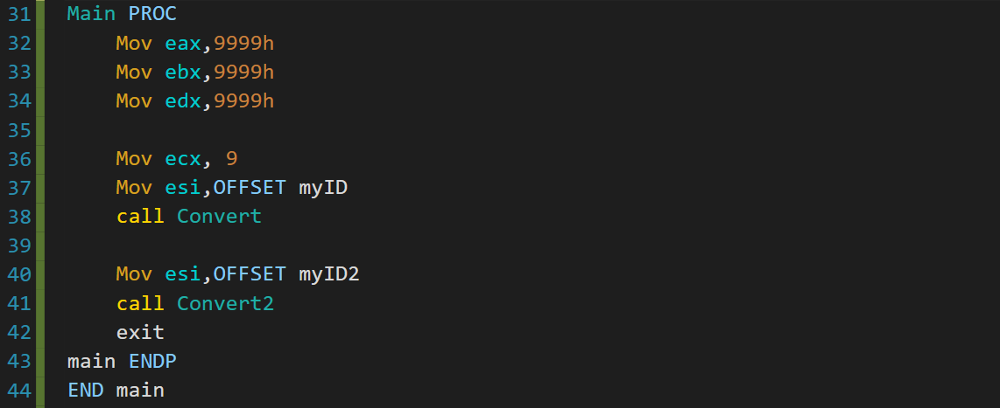 31 Main PROC
32 Mov eax,9999h
33 Mov ebx,9999h
34 Mov edx,9999h
35
36 Mov ecx, 9
37 Mov esi,OFFSET myID
38 call Convert
39
40 Mov esi,OFFSET myID2
41 call Convert2
42 exit
43 main ENDP
44 END main